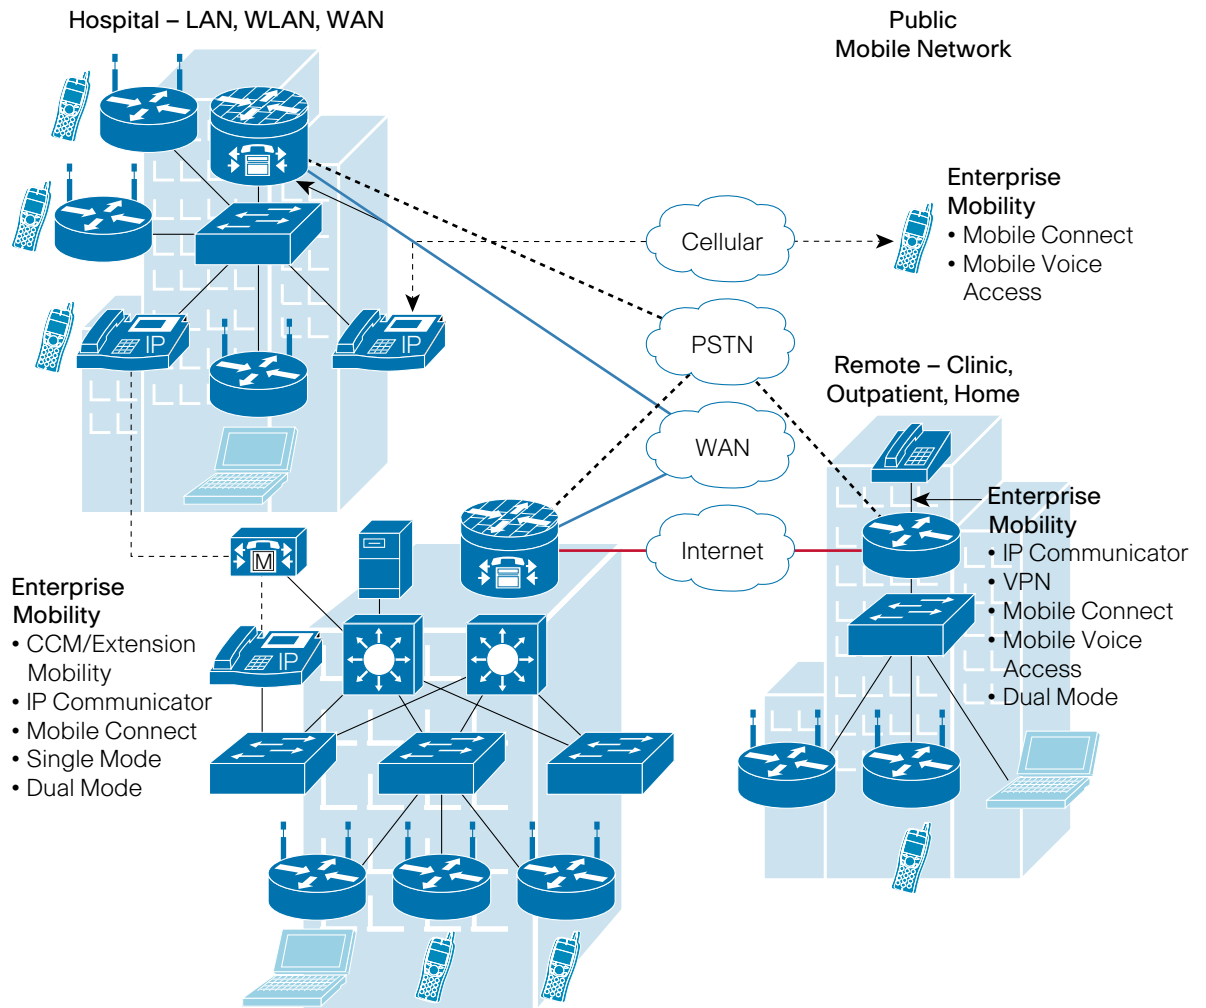 Hospital – LAN, WLAN, WAN
Public
Mobile Network
Enterprise
Mobility
• Mobile Connect
• Mobile Voice
Access
Cellular
PSTN
IP
IP
Remote – Clinic,
Outpatient, Home
WAN
Internet
Enterprise
Mobility
• IP Communicator
• VPN
• Mobile Connect
• Mobile Voice
Access
• Dual Mode
M
Enterprise
Mobility
• CCM/Extension
Mobility
• IP Communicator
• Mobile Connect
• Single Mode
• Dual Mode
IP